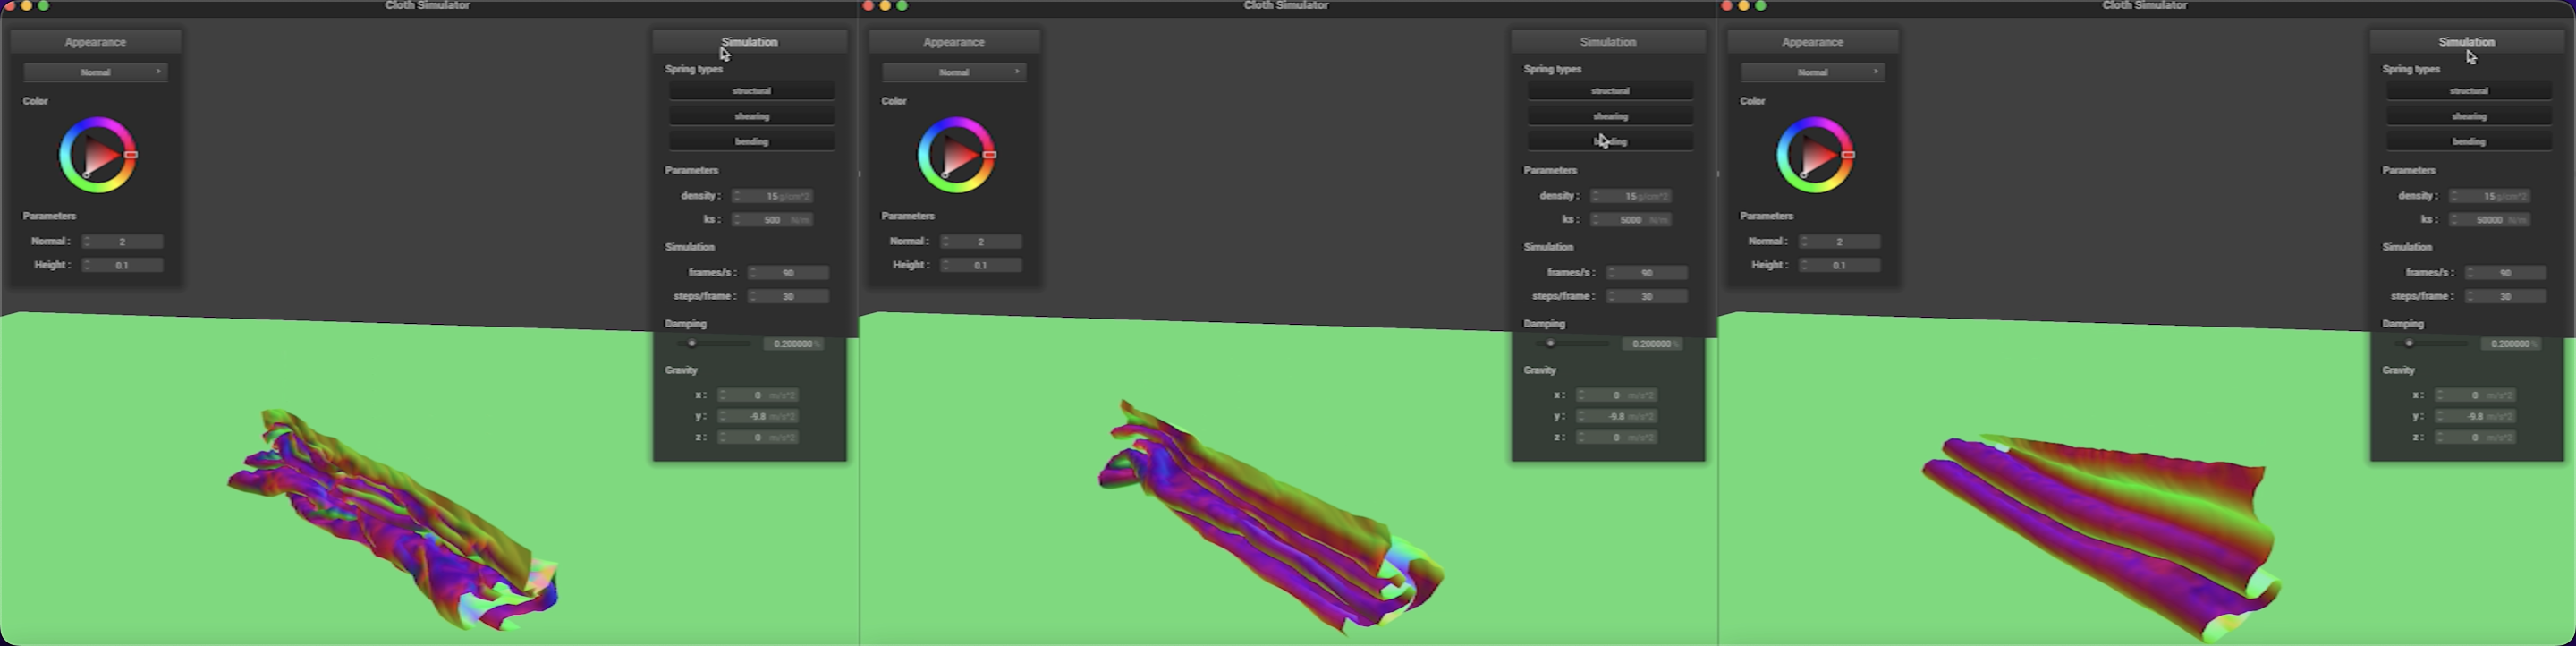 Cloth Simulator
Appearance
Normal
Color
Parameters
Normal : 2
Height : 0.1
Simulation
Spring types
structural
shearing
bending
Parameters
density : 15 g/cm^2
ks : 500 N/m
Simulation
frames/s : 90
steps/frame : 30
Damping
0.200000 %
Gravity
x : 0 m/s^2
y : -9.8 m/s^2
z : 0 m/s^2
Cloth Simulator
Appearance
Normal
Color
Parameters
Normal : 2
Height : 0.1
Simulation
Spring types
structural
shearing
bending
Parameters
density : 15 g/cm^2
ks : 5000 N/m
Simulation
frames/s : 90
steps/frame : 30
Damping
0.200000 %
Gravity
x : 0 m/s^2
y : -9.8 m/s^2
z : 0 m/s^2
Cloth Simulator
Appearance
Normal
Color
Parameters
Normal : 2
Height : 0.1
Simulation
Spring types
structural
shearing
bending
Parameters
density : 15 g/cm^2
ks : 50000 N/m
Simulation
frames/s : 90
steps/frame : 30
Damping
0.200000 %
Gravity
x : 0 m/s^2
y : -9.8 m/s^2
z : 0 m/s^2